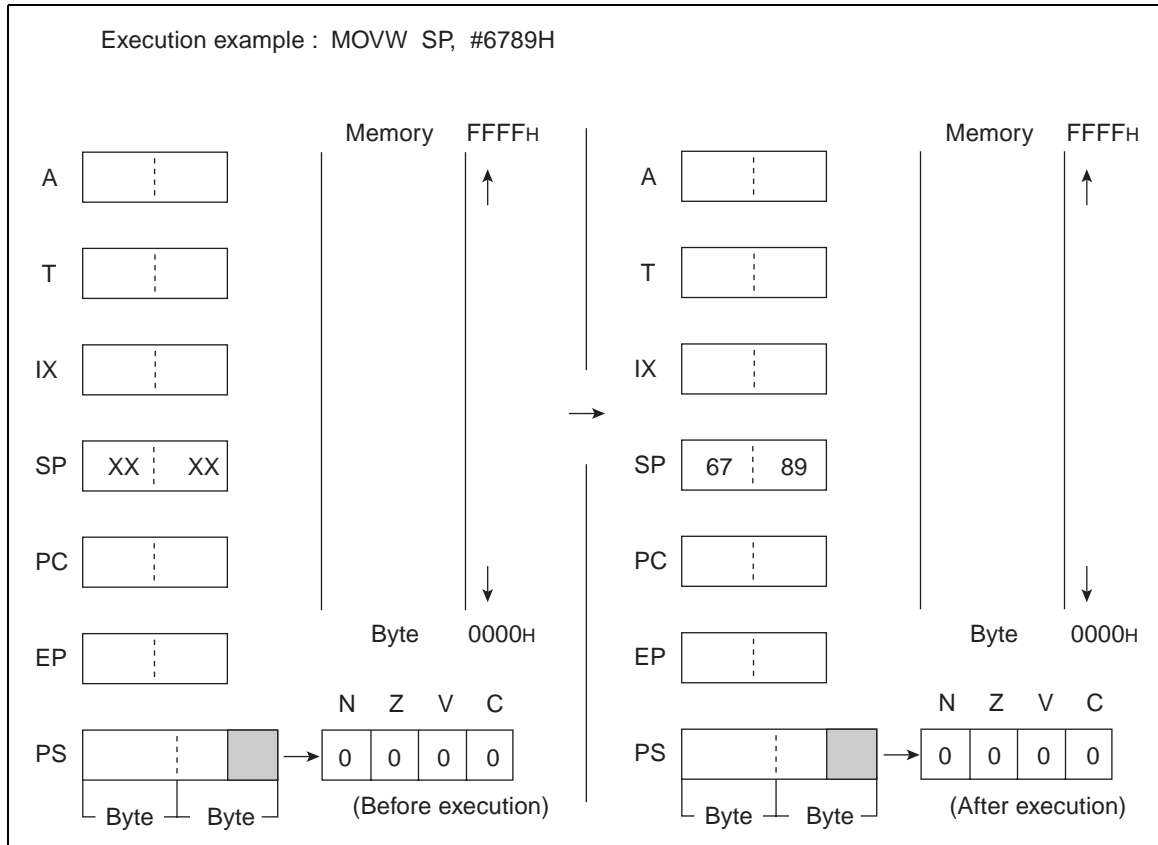 Execution example : MOVW SP, #6789H
Memory FFFFH
A
T
IX
SP XX XX
PC
Byte 0000H
EP
N Z V C
PS 0 0 0 0
Byte Byte
(Before execution)
Memory FFFFH
A
T
IX
SP 67 89
PC
Byte 0000H
EP
N Z V C
PS 0 0 0 0
Byte Byte
(After execution)